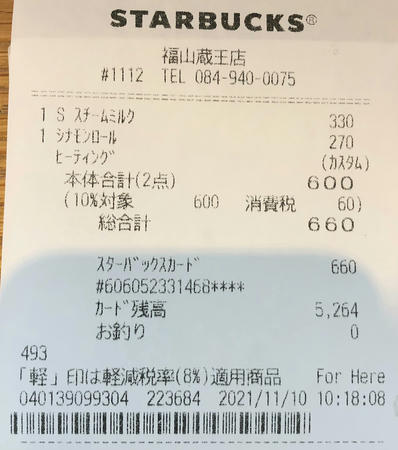 STARBUCKS®
福山蔵王店
#1112 TEL 084-940-0075
1 S ｽﾁｰﾑﾐﾙｸ 330
1 ｼﾅﾓﾝﾛｰﾙ 270
ﾋｰﾃｨﾝｸﾞ (ｶｽﾀﾑ)
本体合計(2点) 600
(10%対象 600 消費税 60)
総合計 660
ｽﾀｰﾊﾞｯｸｽｶｰﾄﾞ 660
#606052331468****
ｶｰﾄﾞ残高 5,264
お釣り 0
493
「軽」印は軽減税率(8%)適用商品 For Here
040139099304 223684 2021/11/10 10:18:08